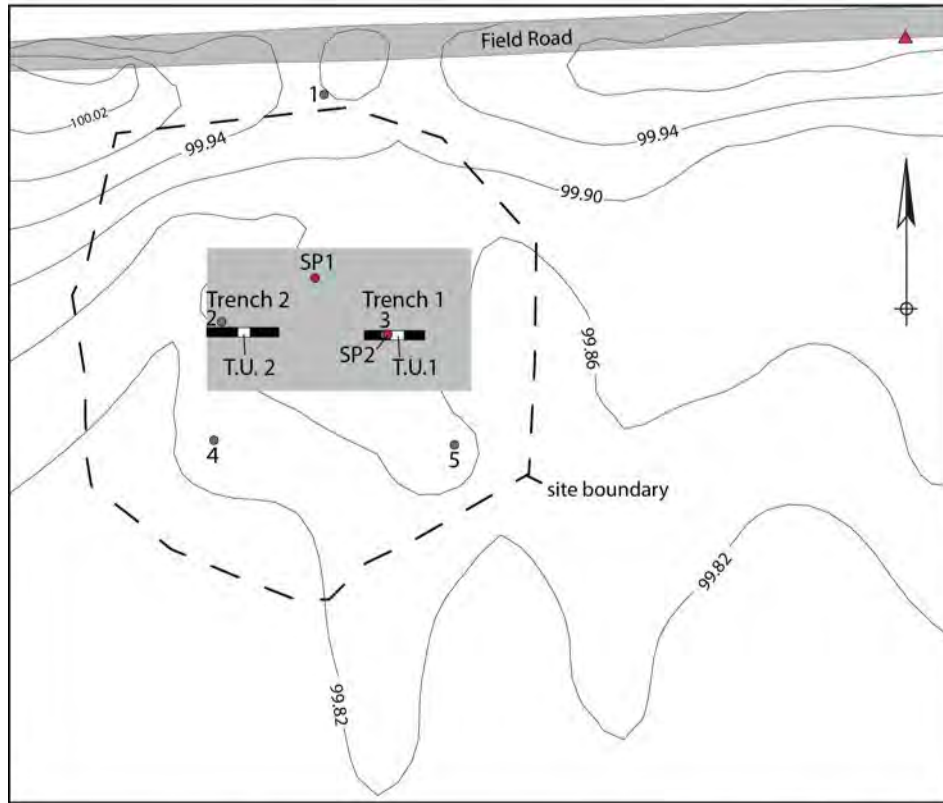 Field Road
1
100.02
99.94
99.94
99.90
SP1
Trench 2
Trench 1
2
3
SP2
T.U. 2
T.U.1
99.86
4
5
site boundary
99.82
99.82